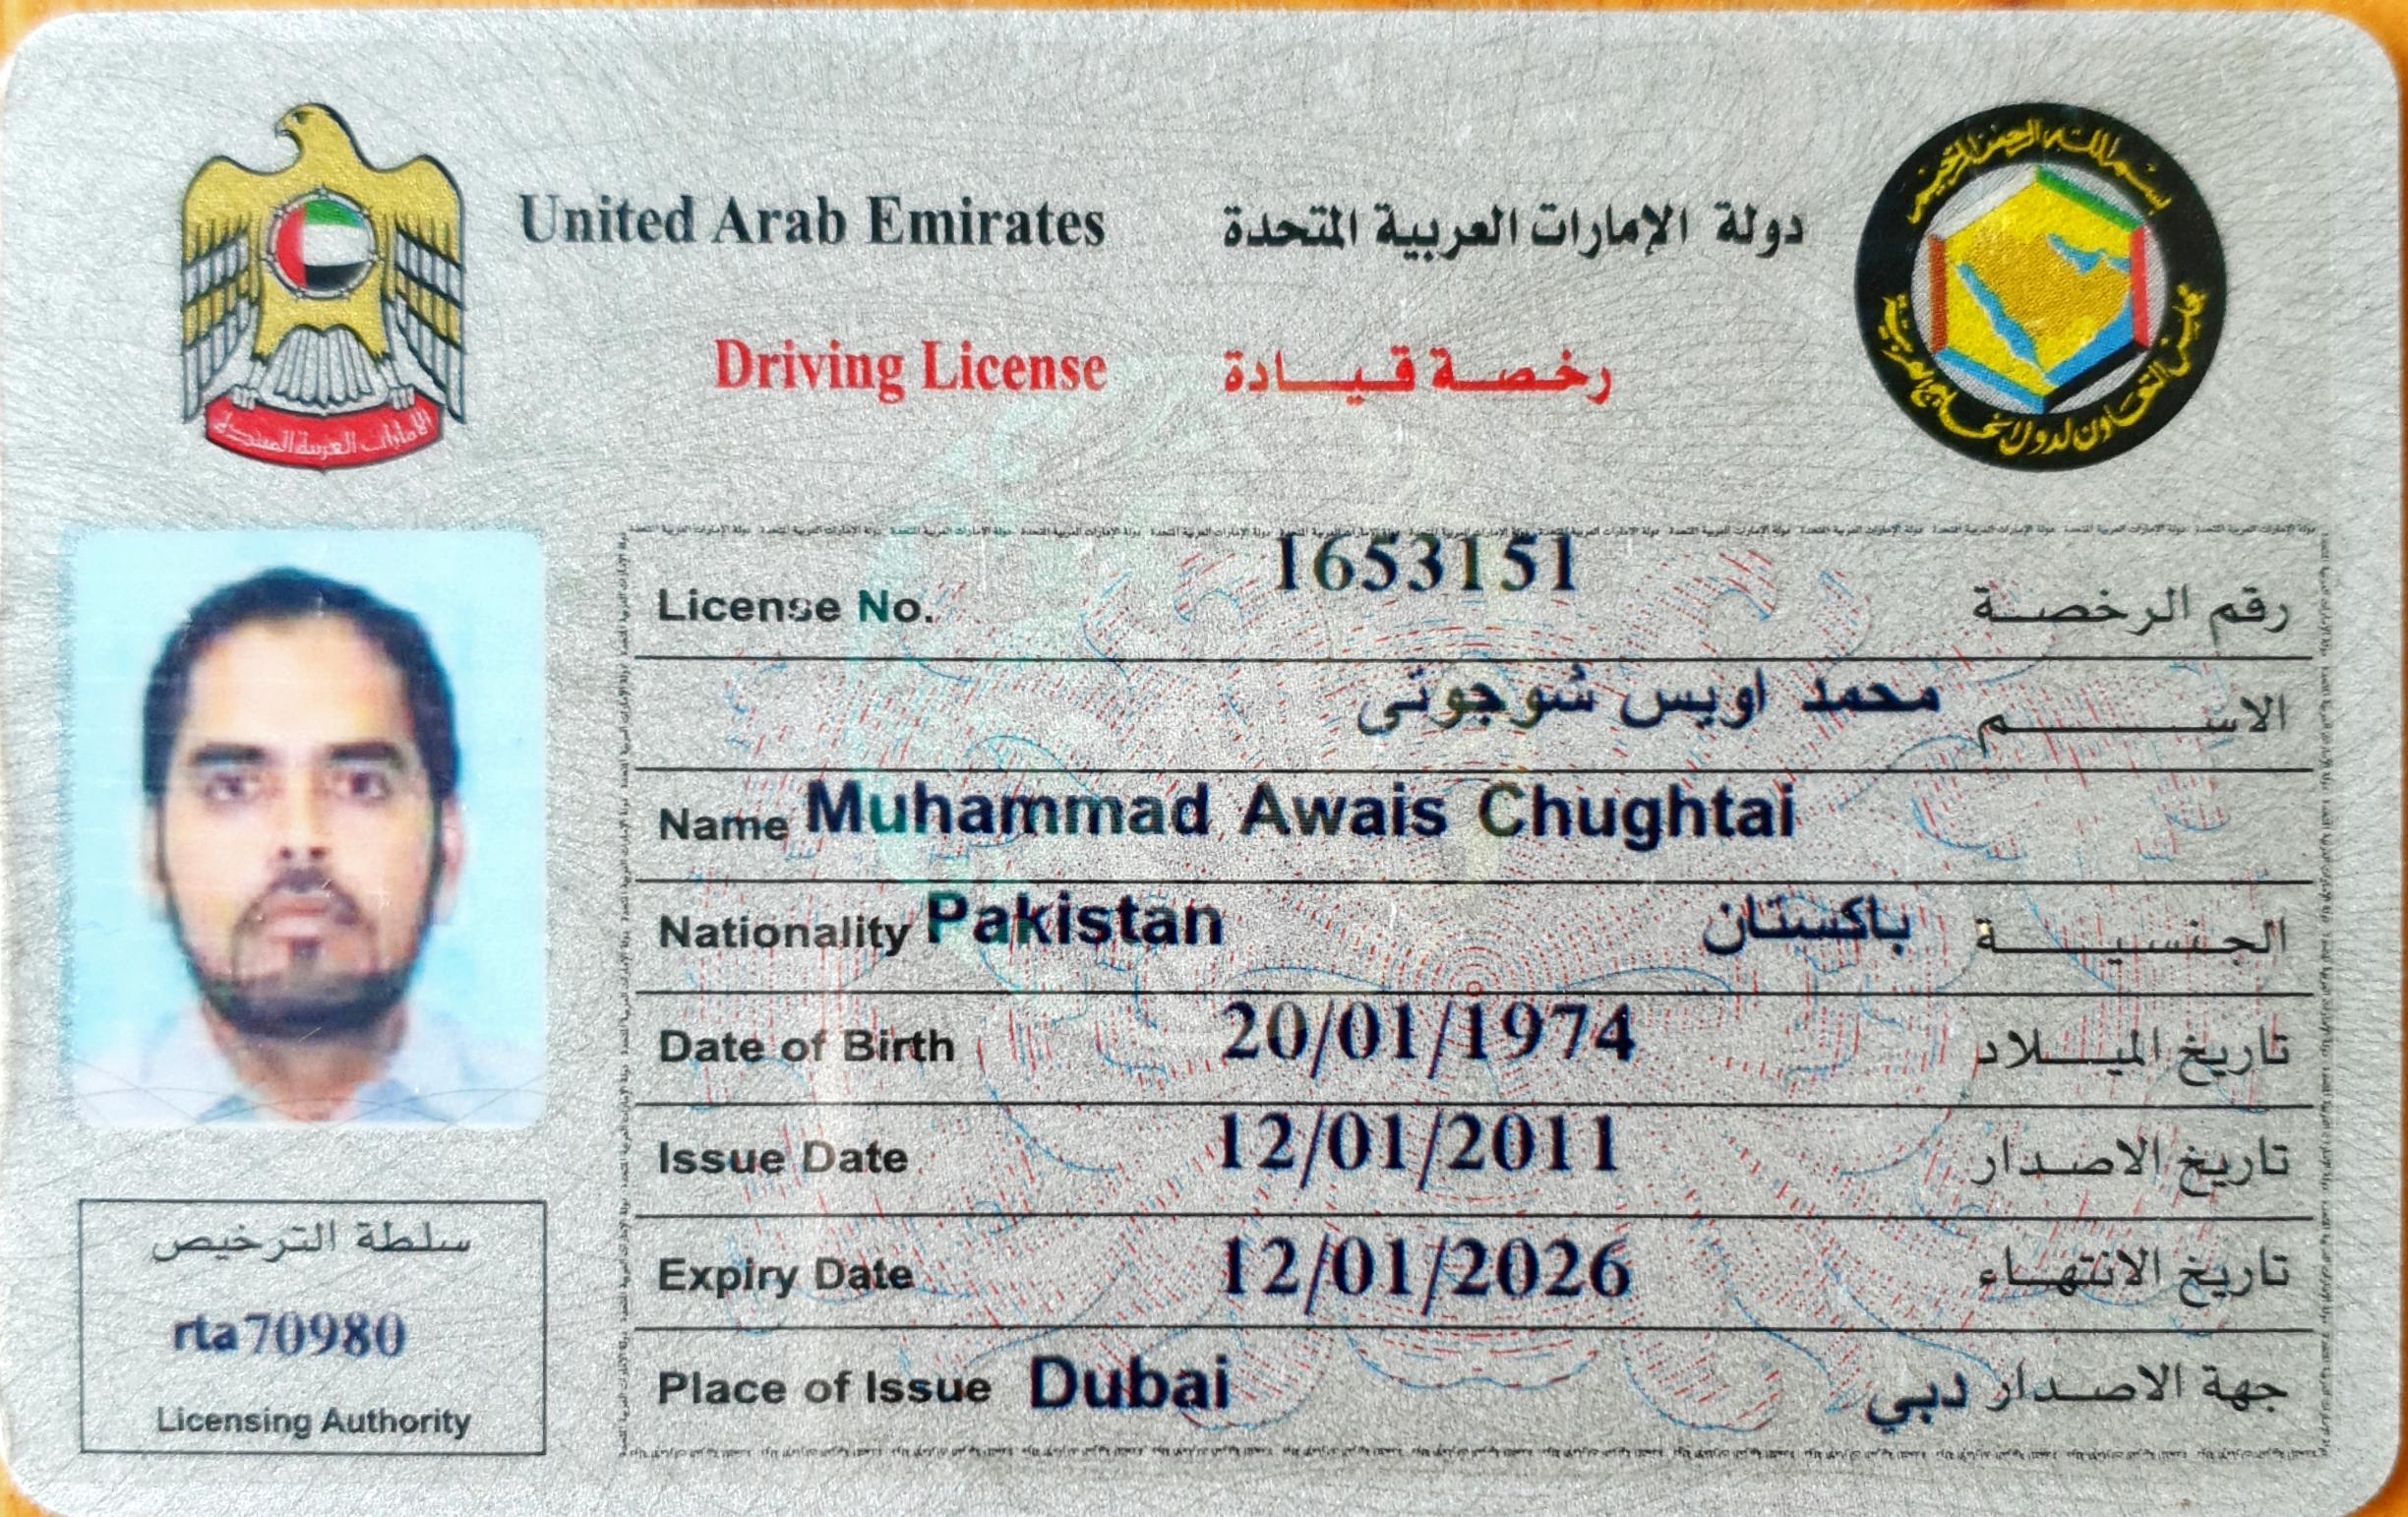 United Arab Emirates دولة الإمارات العربية المتحدة
Driving License رخصة قيادة
الإمارات العربية المتحدة
License No. 1653151 رقم الرخصة
محمد اويس شوجوتى الاسم
Name Muhammad Awais Chughtai
Nationality Pakistan باكستان الجنسية
Date of Birth 20/01/1974 تاريخ الميلاد
Issue Date 12/01/2011 تاريخ الاصدار
Expiry Date 12/01/2026 تاريخ الانتهاء
Place of Issue Dubai جهة الاصدار دبي
سلطة الترخيص
rta70980
Licensing Authority
بسم الله الرحمن الرحيم
مجلس التعاون لدول الخليج العربية